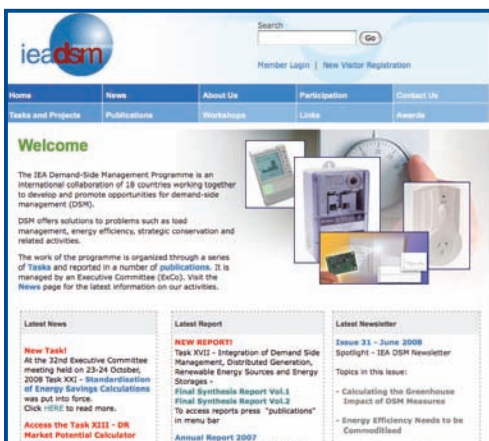 ieadsm
Search
Go
Member Login | New Visitor Registration
Home
News
About Us
Participation
Contact Us
Tasks and Projects
Publications
Workshops
Links
Awards
Welcome
The IEA Demand-Side Management Programme is an
international collaboration of 18 countries working together
to develop and promote opportunities for demand-side
management (DSM).
DSM offers solutions to problems such as load
management, energy efficiency, strategic conservation and
related activities.
The work of the programme is organized through a series
of Tasks and reported in a number of publications. It is
managed by an Executive Committee (ExCo). Visit the
News page for the latest information on our activities.
Latest News
New Task!
At the 32nd Executive Committee
meeting held on 23-24 October,
2008 Task XXI - Standardisation
of Energy Savings Calculations
was put into force.
Click HERE to read more.
Access the Task XIII - DR
Market Potential Calculator
Latest Report
NEW REPORT!
Task XVII - Integration of Demand Side
Management, Distributed Generation,
Renewable Energy Sources and Energy
Storages -
Final Synthesis Report Vol.1
Final Synthesis Report Vol.2
To access reports press "publications"
in menu bar
Annual Report 2007
Latest Newsletter
Issue 31 - June 2008
Spotlight - IEA DSM Newsletter
Topics in this issue:
- Calculating the Greenhouse
Impact of DSM Measures
- Energy Efficiency Needs to be
Commoditised